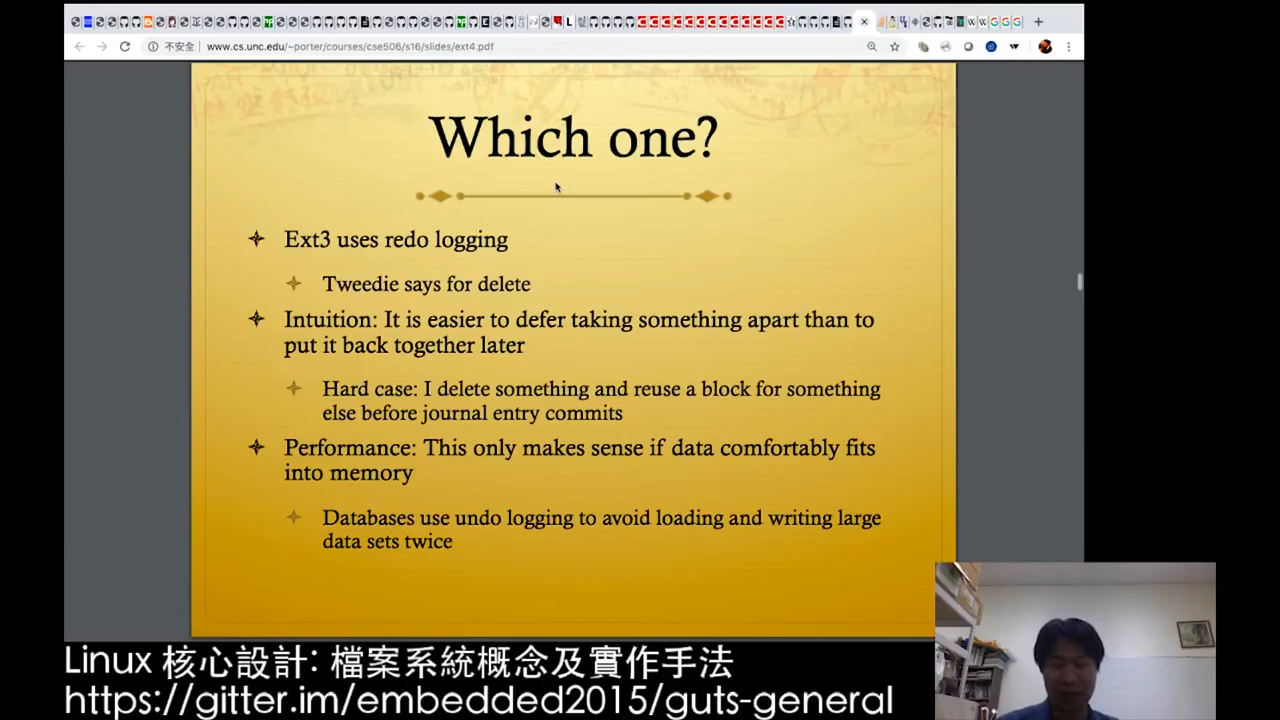 不安全 www.cs.unc.edu/~porter/courses/cse506/s16/slides/ext4.pdf
Which one?
Ext3 uses redo logging
Tweedie says for delete
Intuition: It is easier to defer taking something apart than to
put it back together later
Hard case: I delete something and reuse a block for something
else before journal entry commits
Performance: This only makes sense if data comfortably fits
into memory
Databases use undo logging to avoid loading and writing large
data sets twice
Linux 核心設計: 檔案系統概念及實作手法
https://gitter.im/embedded2015/guts-general